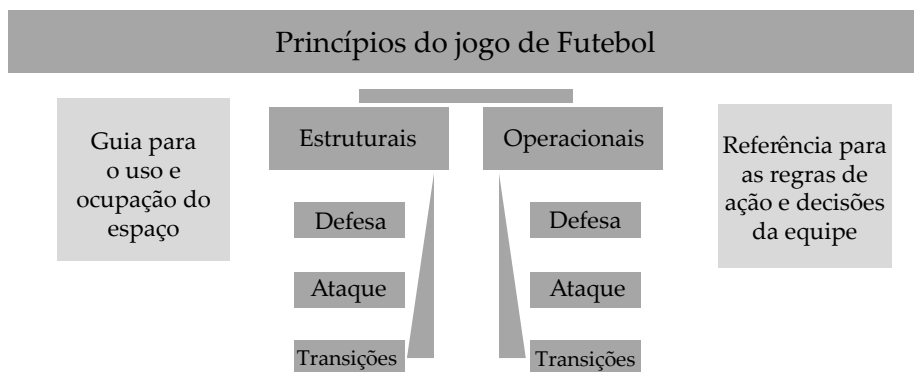 Princípios do jogo de Futebol
Guia para
o uso e
ocupação do
espaço
Estruturais
Defesa
Ataque
Transições
Operacionais
Defesa
Ataque
Transições
Referência para
as regras de
ação e decisões
da equipe